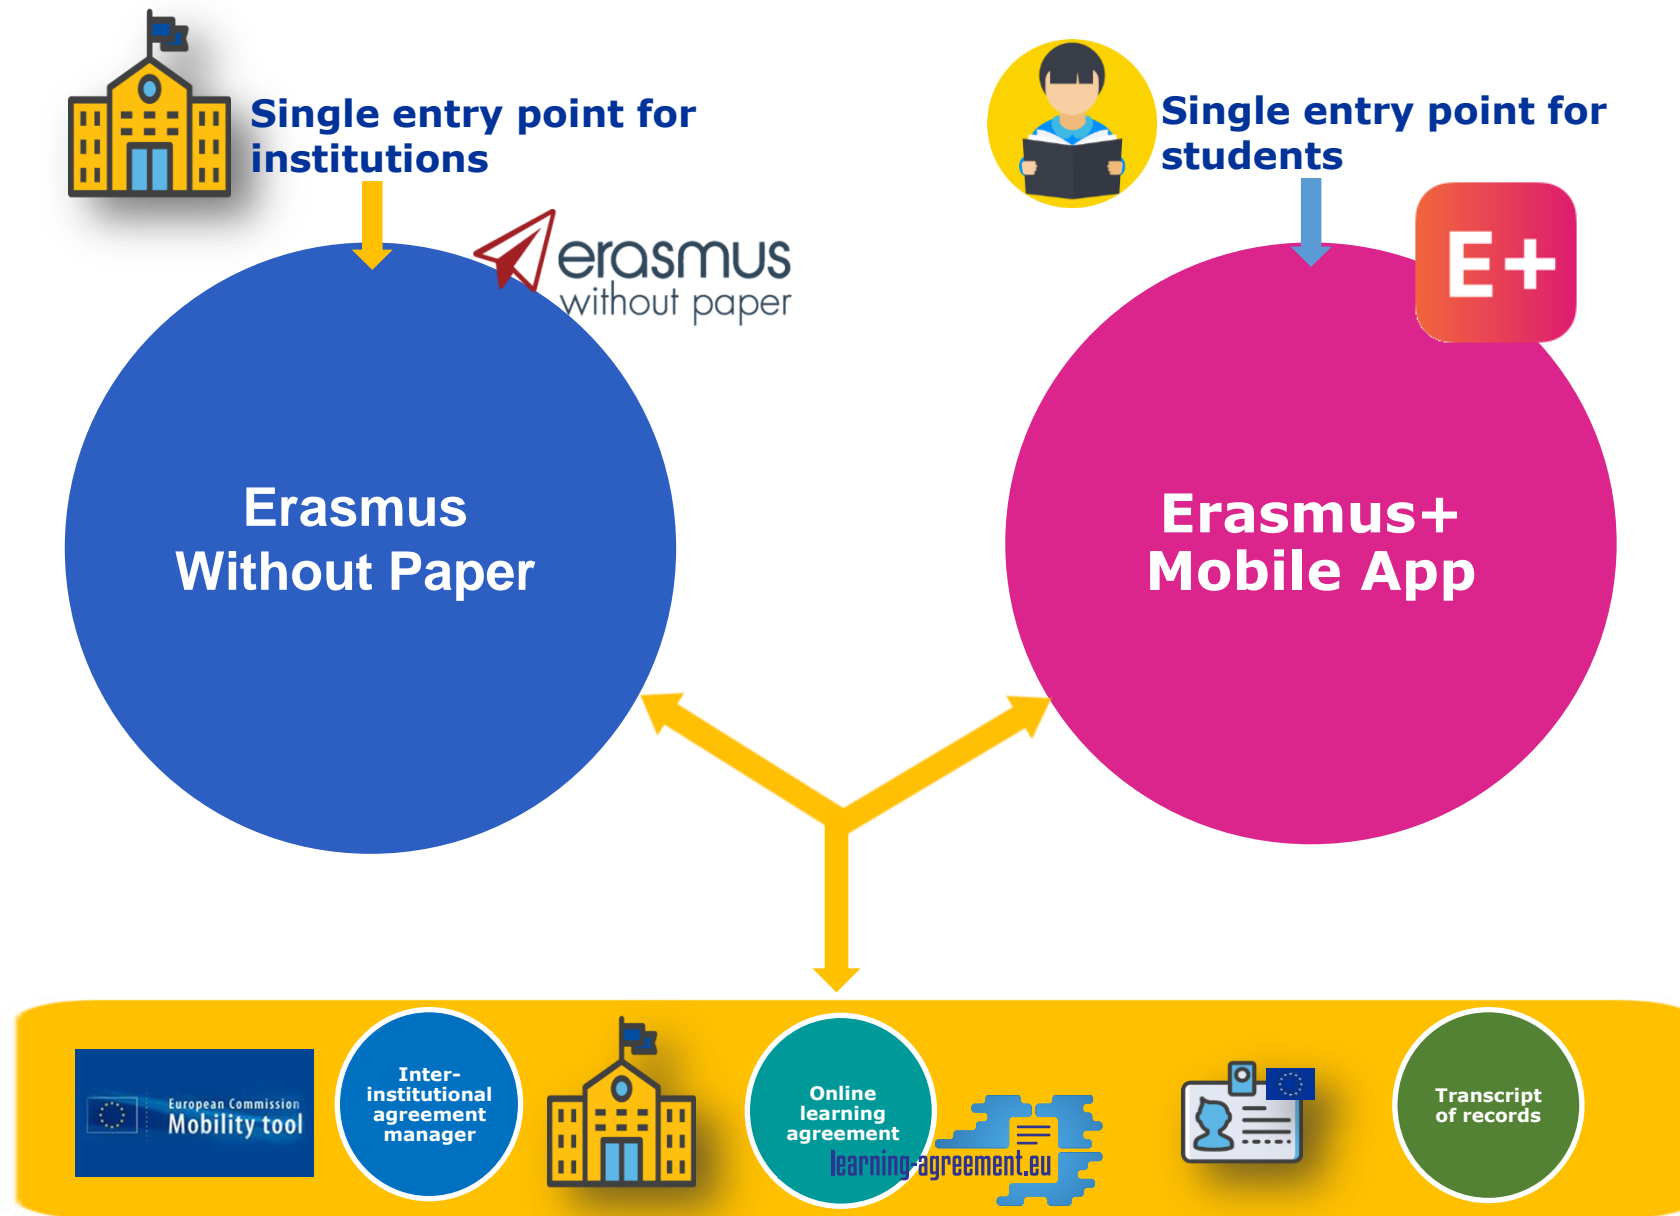 Single entry point for
institutions
Single entry point for
students
erasmus
without paper
E+
Erasmus
Without Paper
Erasmus+
Mobile App
European Commission
Mobility tool
Inter-
institutional
agreement
manager
Online
learning
agreement
learning-agreement.eu
Transcript
of records